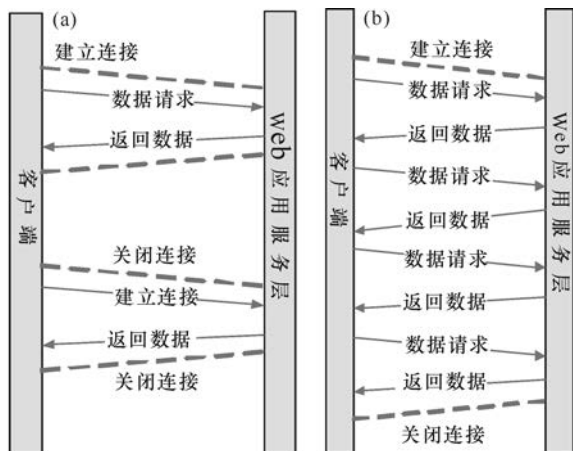 (a)
建立连接
数据请求
返回数据
关闭连接
建立连接
返回数据
关闭连接
客户端
web应用服务层
(b)
建立连接
数据请求
返回数据
数据请求
返回数据
数据请求
返回数据
数据请求
返回数据
关闭连接
客户端
Web应用服务层